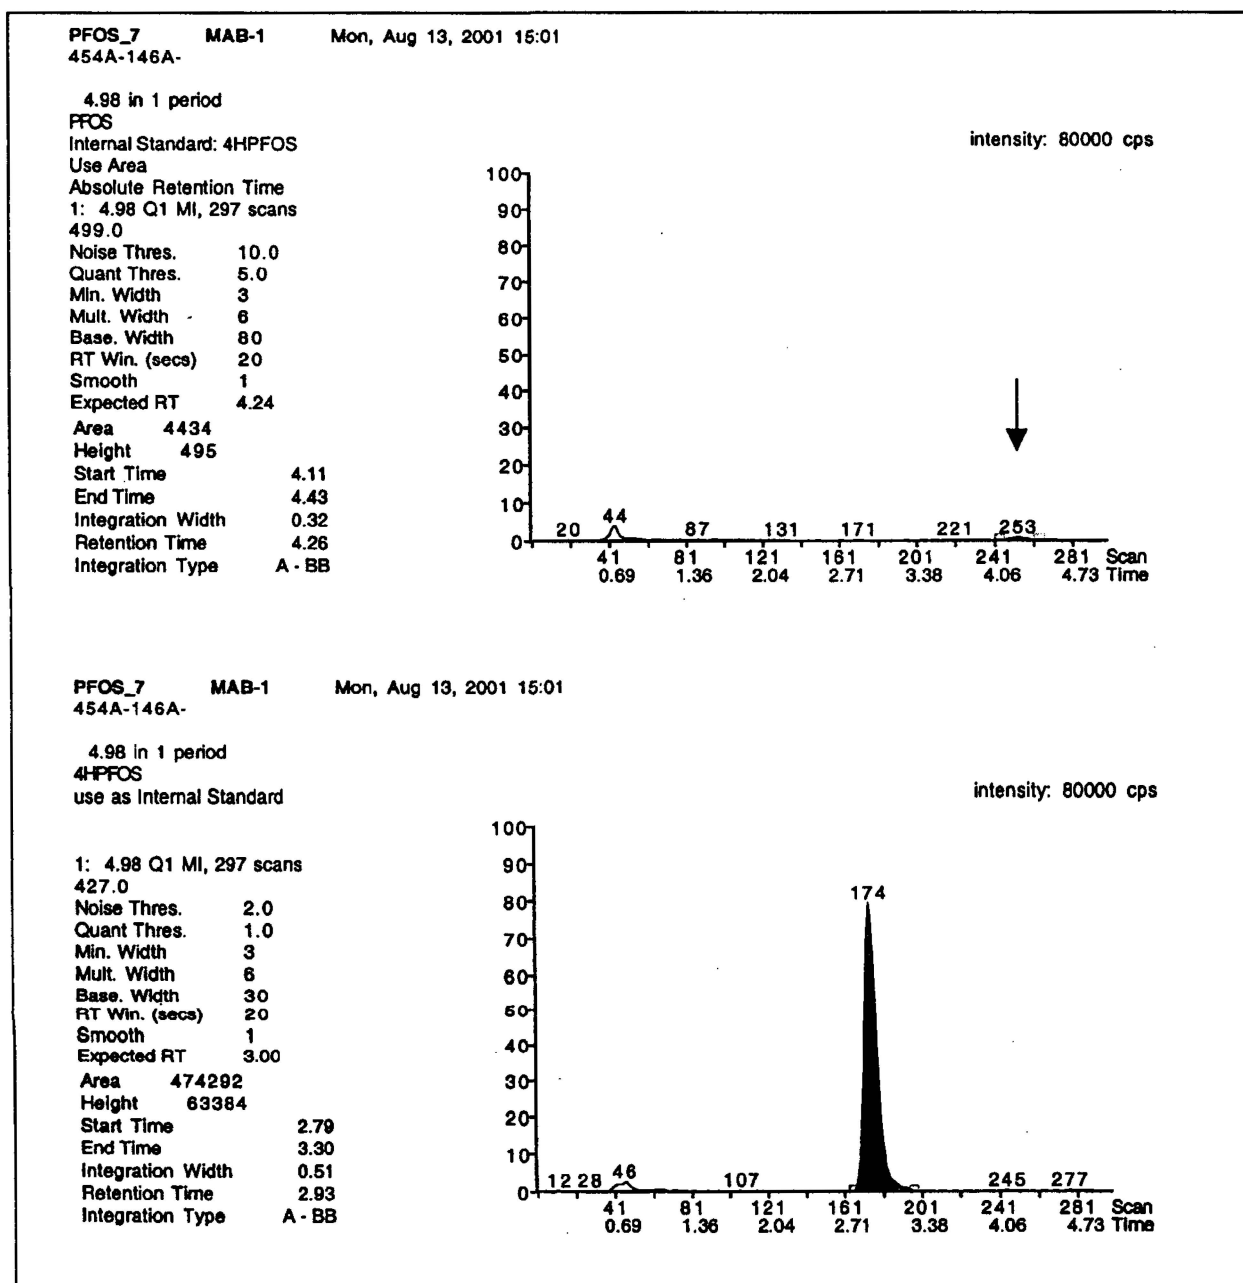 PFOS_7 MAB-1 Mon, Aug 13, 2001 15:01
454A-146A-
4.98 in 1 period
PFOS
Internal Standard: 4HPFOS
Use Area
Absolute Retention Time
1: 4.98 Q1 MI, 297 scans
499.0
Noise Thres. 10.0
Quant Thres. 5.0
Min. Width 3
Mult. Width 6
Base. Width 80
RT Win. (secs) 20
Smooth 1
Expected RT 4.24
Area 4434
Height 495
Start Time 4.11
End Time 4.43
Integration Width 0.32
Retention Time 4.26
Integration Type A - BB
intensity: 80000 cps
100
90
80
70
60
50
40
30
20
10
0
20 44 87 131 171 221 253
41 81 121 161 201 241 281 Scan
0.69 1.36 2.04 2.71 3.38 4.06 4.73 Time
PFOS_7 MAB-1 Mon, Aug 13, 2001 15:01
454A-146A-
4.98 in 1 period
4HPFOS
use as Internal Standard
1: 4.98 Q1 MI, 297 scans
427.0
Noise Thres. 2.0
Quant Thres. 1.0
Min. Width 3
Mult. Width 6
Base. Width 30
RT Win. (secs) 20
Smooth 1
Expected RT 3.00
Area 474292
Height 63384
Start Time 2.79
End Time 3.30
Integration Width 0.51
Retention Time 2.93
Integration Type A - BB
intensity: 80000 cps
100
90
80
70
60
50
40
30
20
10
0
174
12 28 46 107 245 277
41 81 121 161 201 241 281 Scan
0.69 1.36 2.04 2.71 3.38 4.06 4.73 Time